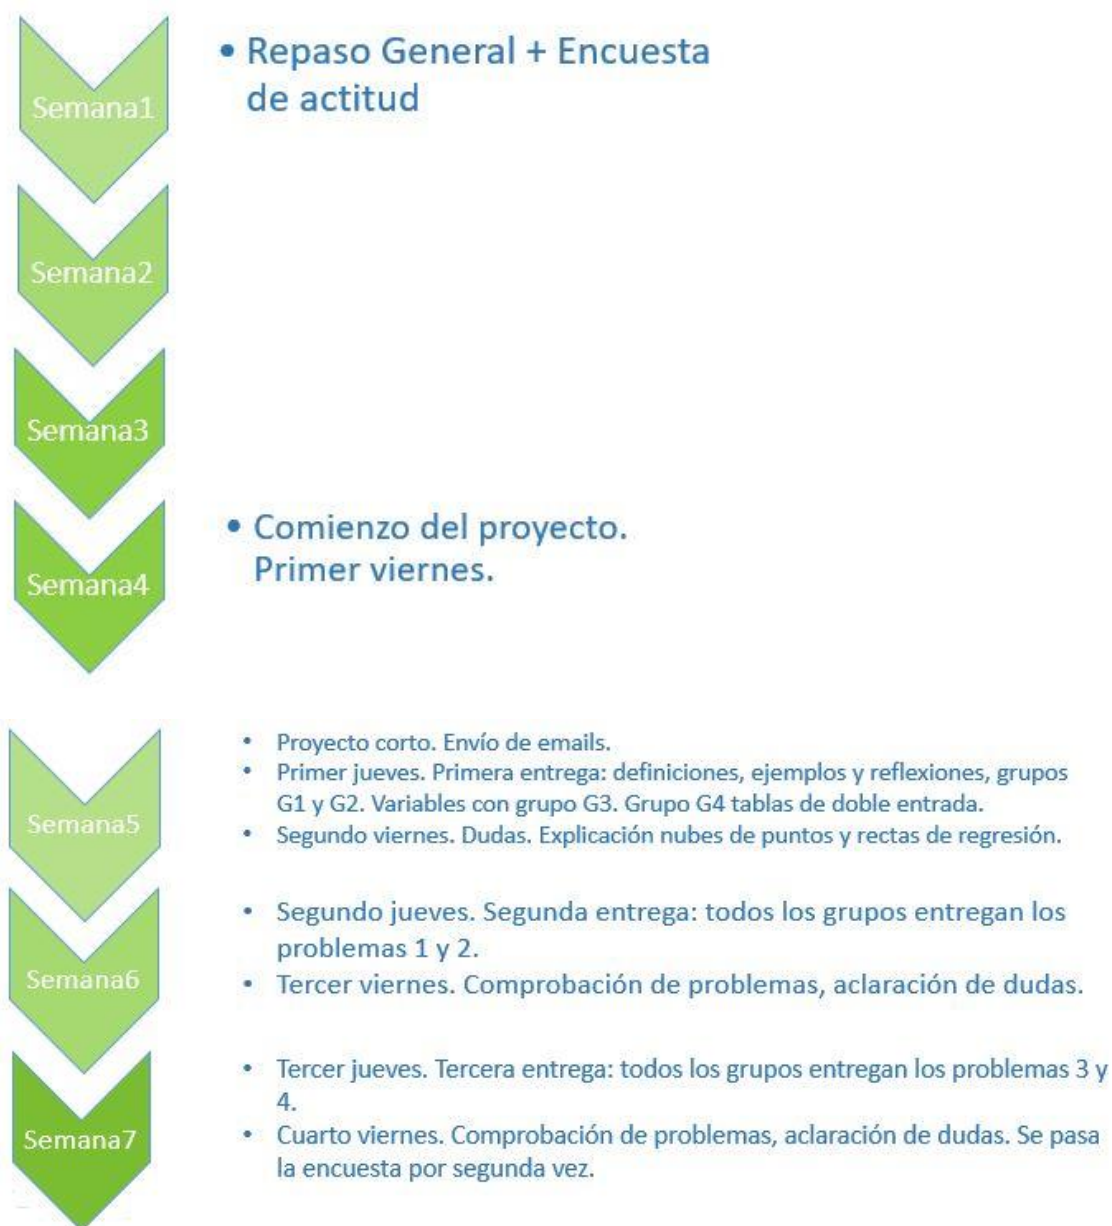 Semana1
• Repaso General + Encuesta
de actitud
Semana2
Semana3
Semana4
• Comienzo del proyecto.
Primer viernes.
Semana5
• Proyecto corto. Envío de emails.
• Primer jueves. Primera entrega: definiciones, ejemplos y reflexiones, grupos
G1 y G2. Variables con grupo G3. Grupo G4 tablas de doble entrada.
• Segundo viernes. Dudas. Explicación nubes de puntos y rectas de regresión.
Semana6
• Segundo jueves. Segunda entrega: todos los grupos entregan los
problemas 1 y 2.
• Tercer viernes. Comprobación de problemas, aclaración de dudas.
Semana7
• Tercer jueves. Tercera entrega: todos los grupos entregan los problemas 3 y
4.
• Cuarto viernes. Comprobación de problemas, aclaración de dudas. Se pasa
la encuesta por segunda vez.